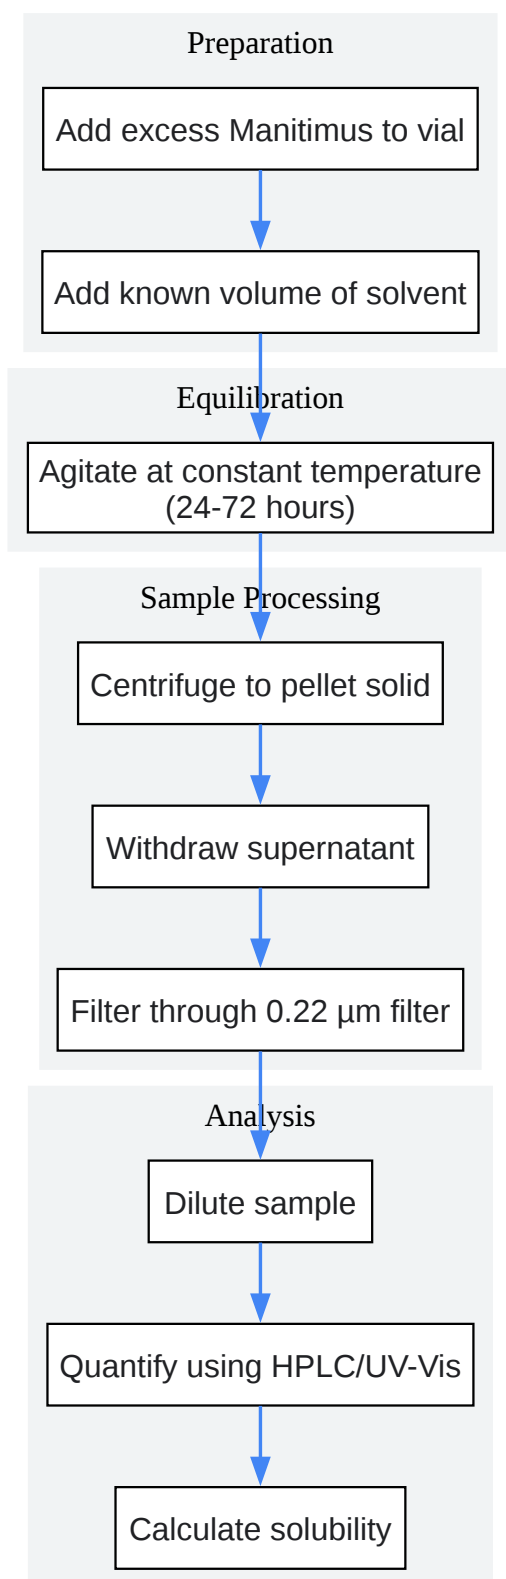 Preparation
Add excess Manitimus to vial
Add known volume of solvent
Equilibration
Agitate at constant temperature
(24-72 hours)
Sample Processing
Centrifuge to pellet solid
Withdraw supernatant
Filter through 0.22 µm filter
Analysis
Dilute sample
Quantify using HPLC/UV-Vis
Calculate solubility